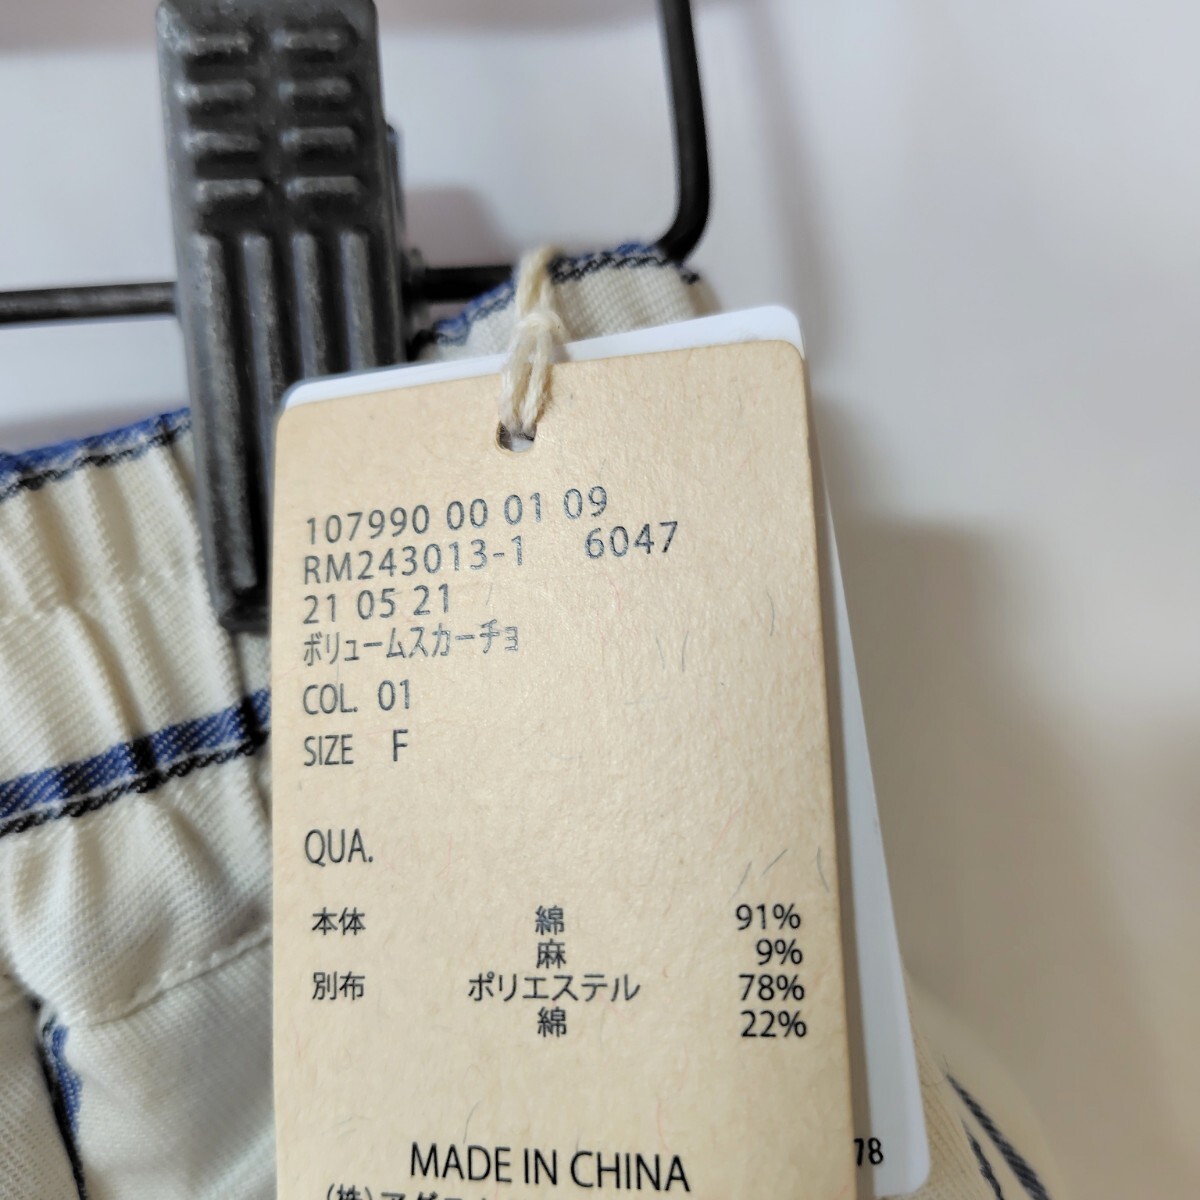 107990 00 01 09
RM243013-1 6047
21 05 21
ボリュームスカーチョ
COL. 01
SIZE F
QUA.
本体 綿 91%
麻 9%
別布 ポリエステル 78%
綿 22%
MADE IN CHINA
78